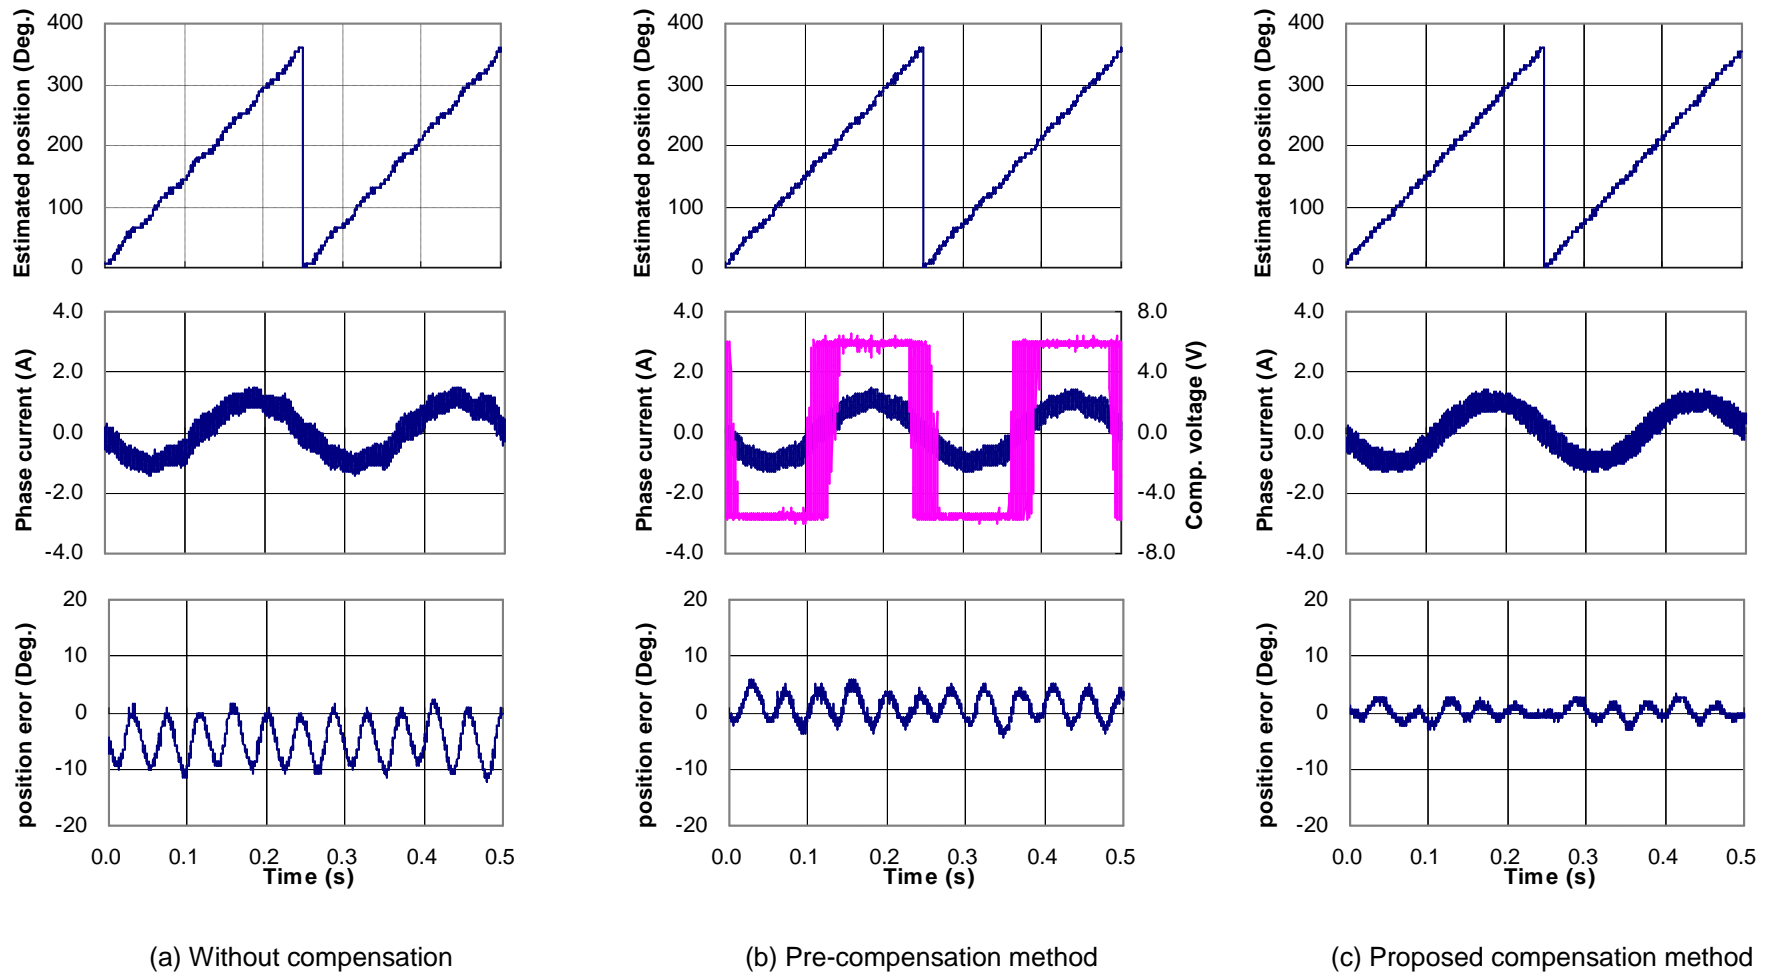 Estimated position (Deg.)
400
300
200
100
0
Phase current (A)
4.0
2.0
0.0
-2.0
-4.0
position eror (Deg.)
20
10
0
-10
-20
0.0 0.1 0.2 0.3 0.4 0.5
Time (s)
(a) Without compensation
Estimated position (Deg.)
400
300
200
100
0
Phase current (A)
4.0
2.0
0.0
-2.0
-4.0
8.0
4.0
0.0
-4.0
-8.0
Comp. voltage (V)
position error (Deg.)
20
10
0
-10
-20
0.0 0.1 0.2 0.3 0.4 0.5
Time (s)
(b) Pre-compensation method
Estimated position (Deg.)
400
300
200
100
0
Phase current (A)
4.0
2.0
0.0
-2.0
-4.0
position eror (Deg.)
20
10
0
-10
-20
0.0 0.1 0.2 0.3 0.4 0.5
Time (s)
(c) Proposed compensation method